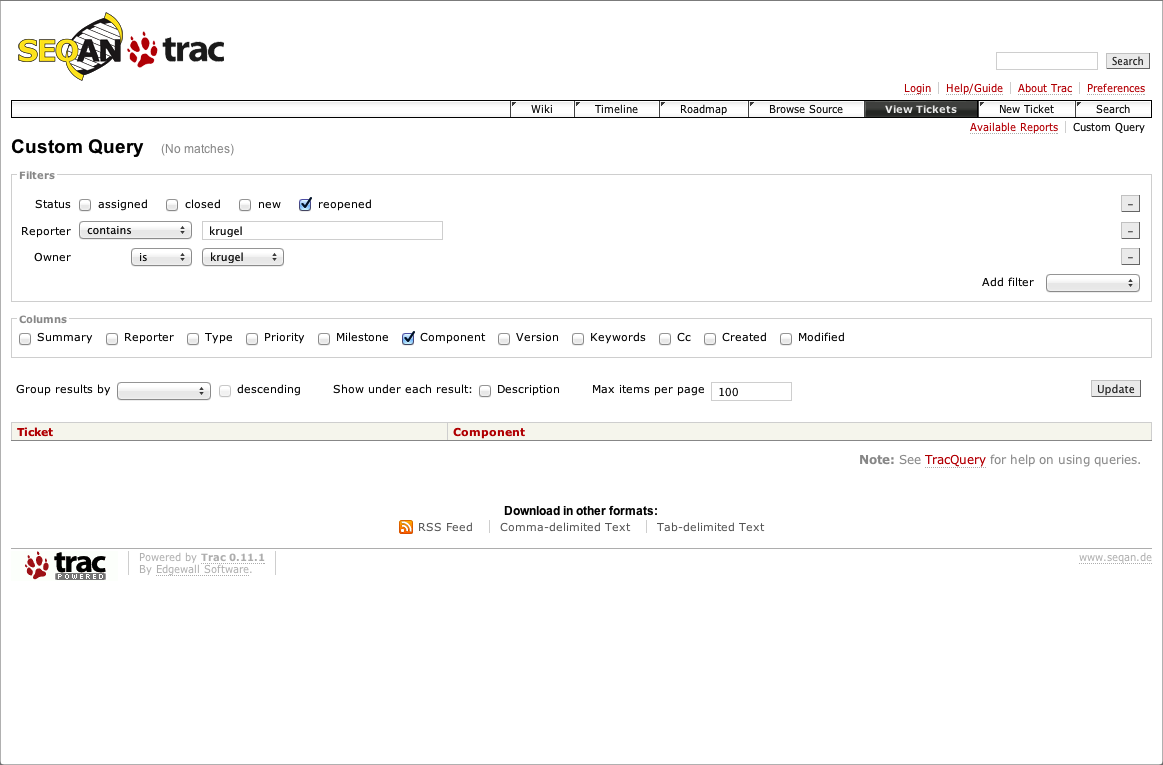 SEQAN trac
Search
Login Help/Guide About Trac Preferences
Wiki Timeline Roadmap Browse Source View Tickets New Ticket Search
Available Reports Custom Query
Custom Query (No matches)
Filters
Status assigned closed new reopened –
Reporter contains krugel –
Owner is krugel –
Add filter
Columns
Summary Reporter Type Priority Milestone Component Version Keywords Cc Created Modified
Group results by descending Show under each result: Description Max items per page 100 Update
Ticket Component
Note: See TracQuery for help on using queries.
Download in other formats:
RSS Feed Comma-delimited Text Tab-delimited Text
trac Powered by Trac 0.11.1 www.seqan.de
POWERED By Edgewall Software.